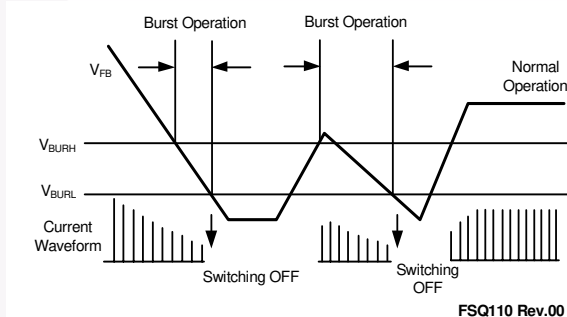 Burst Operation
Burst Operation
VFB
Normal
Operation
VBURH
VBURL
Current
Waveform
Switching OFF
Switching
OFF
FSQ110 Rev.00